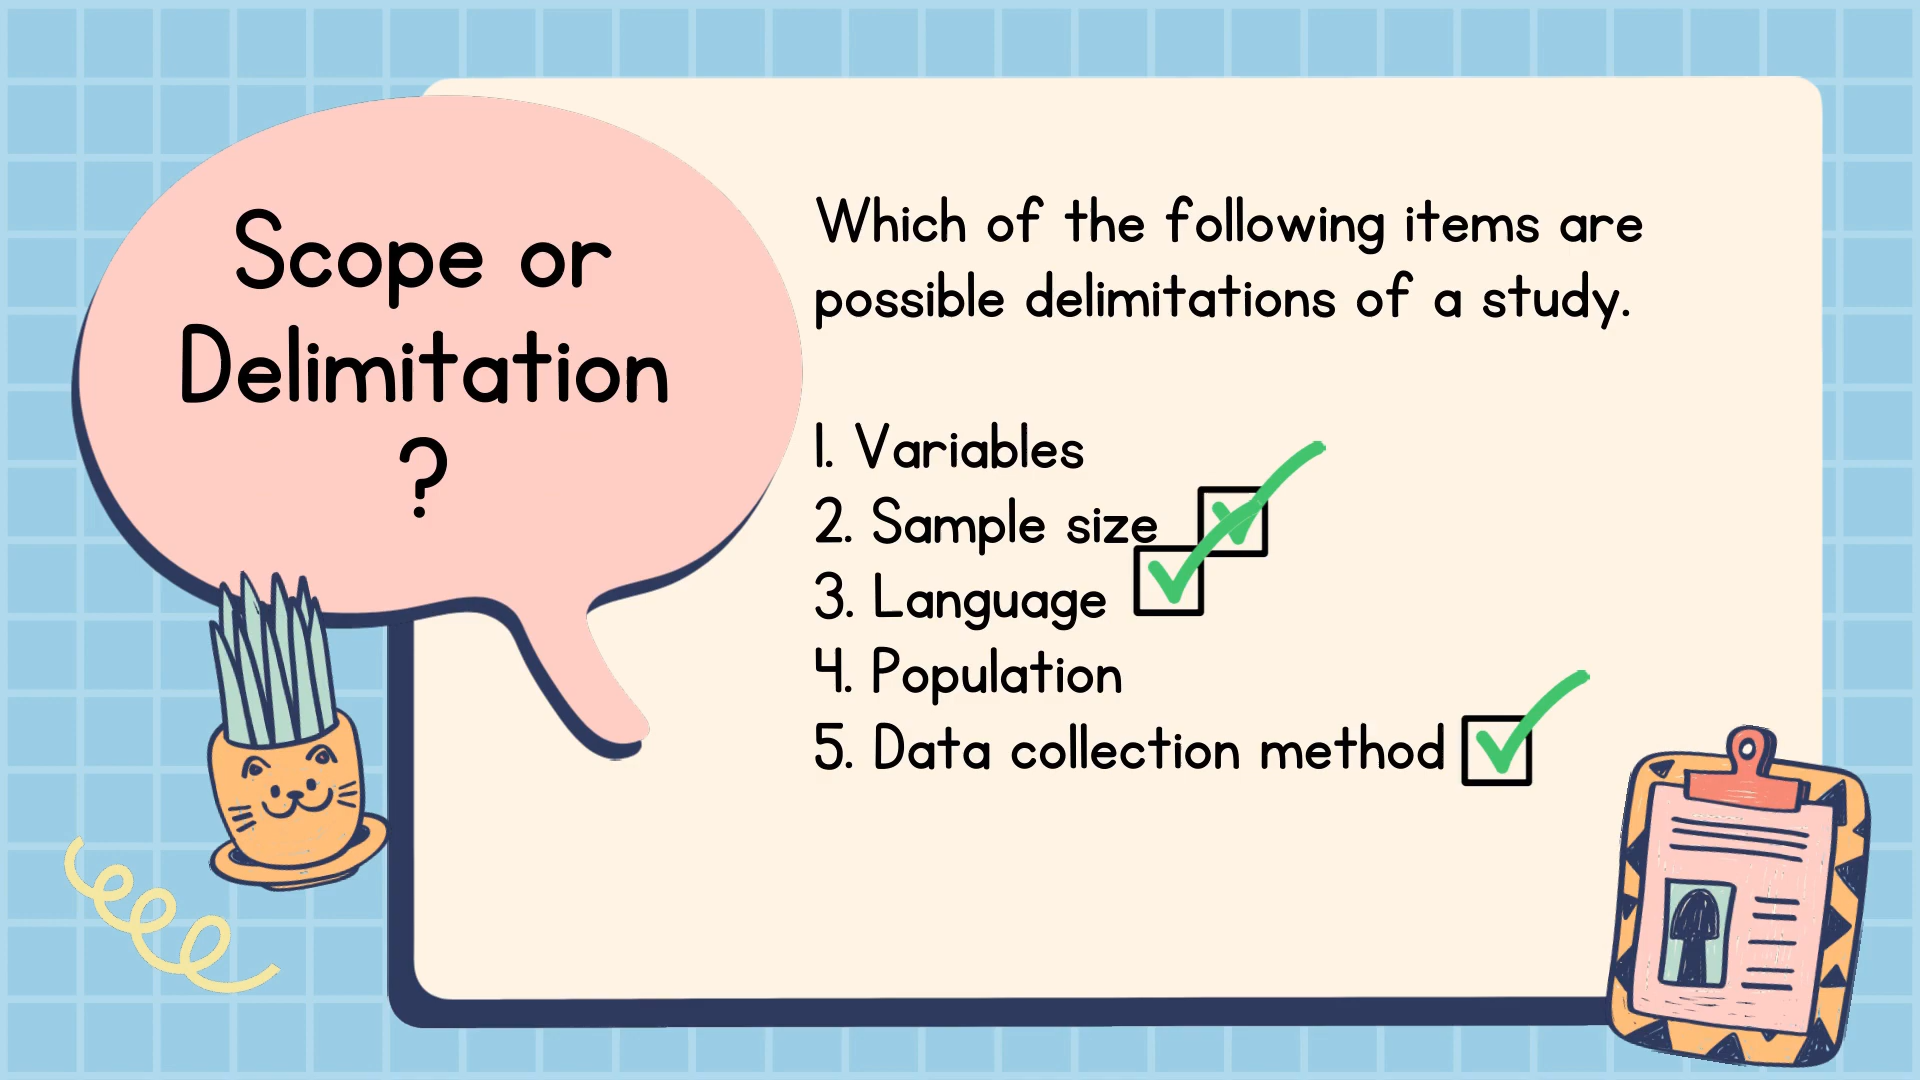 Scope or
Delimitation
?
Which of the following items are
possible delimitations of a study.
1. Variables
2. Sample size
3. Language
4. Population
5. Data collection method